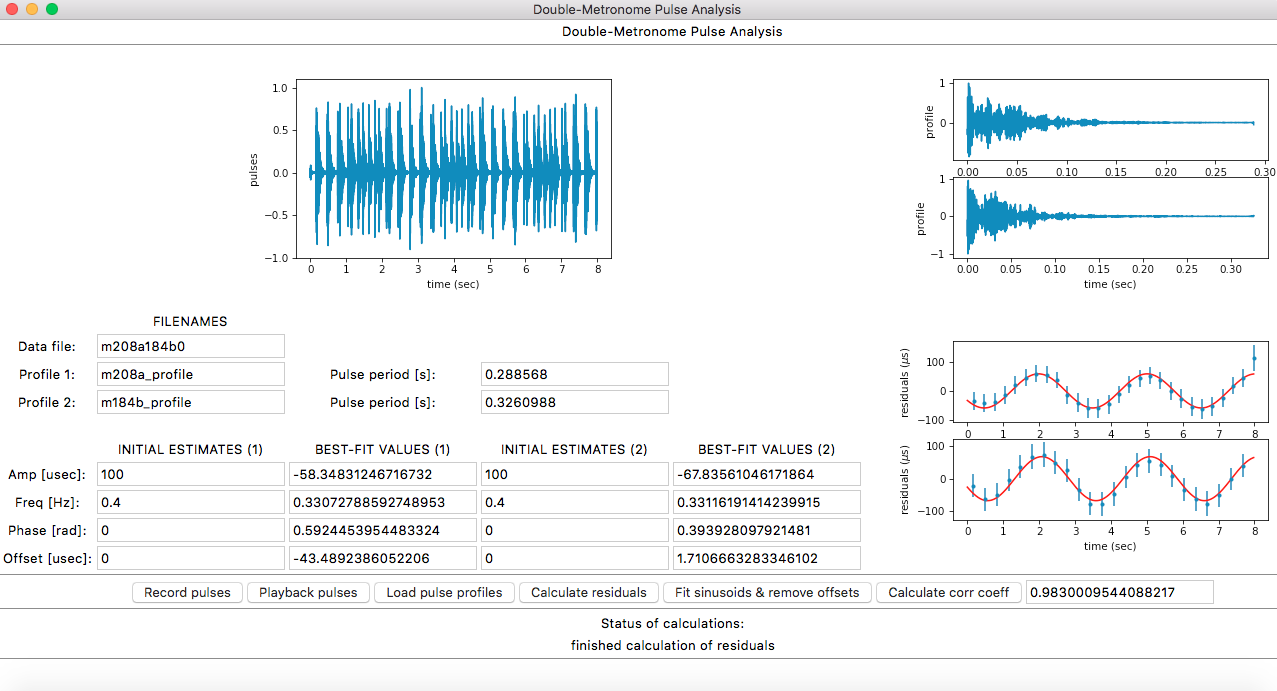 Double-Metronome Pulse Analysis
Double-Metronome Pulse Analysis
pulses
1.0
0.5
0.0
−0.5
−1.0
0 1 2 3 4 5 6 7 8
time (sec)
profile
1
0
0.00 0.05 0.10 0.15 0.20 0.25 0.30
profile
1
0
−1
0.00 0.05 0.10 0.15 0.20 0.25 0.30
time (sec)
FILENAMES
Data file: m208a184b0
Profile 1: m208a_profile Pulse period [s]: 0.288568
Profile 2: m184b_profile Pulse period [s]: 0.3260988
residuals (μs)
100
0
−100
0 1 2 3 4 5 6 7 8
residuals (μs)
100
0
−100
0 1 2 3 4 5 6 7 8
time (sec)
INITIAL ESTIMATES (1) BEST-FIT VALUES (1) INITIAL ESTIMATES (2) BEST-FIT VALUES (2)
Amp [usec]: 100 -58.34831246716732 100 -67.83561046171864
Freq [Hz]: 0.4 0.33072788592748953 0.4 0.33116191414239915
Phase [rad]: 0 0.5924453954483324 0 0.393928097921481
Offset [usec]: 0 -43.4892386052206 0 1.7106663283346102
Record pulses Playback pulses Load pulse profiles Calculate residuals Fit sinusoids & remove offsets Calculate corr coeff 0.9830009544088217
Status of calculations:
finished calculation of residuals